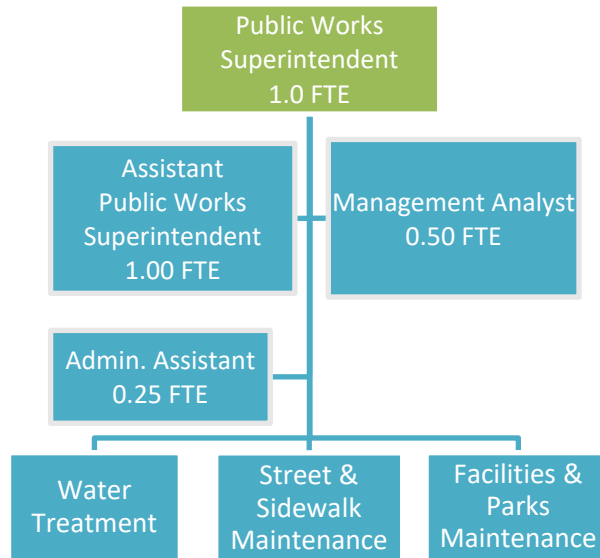 Public Works
Superintendent
1.0 FTE
Assistant
Public Works
Superintendent
1.00 FTE
Management Analyst
0.50 FTE
Admin. Assistant
0.25 FTE
Water
Treatment
Street &
Sidewalk
Maintenance
Facilities &
Parks
Maintenance